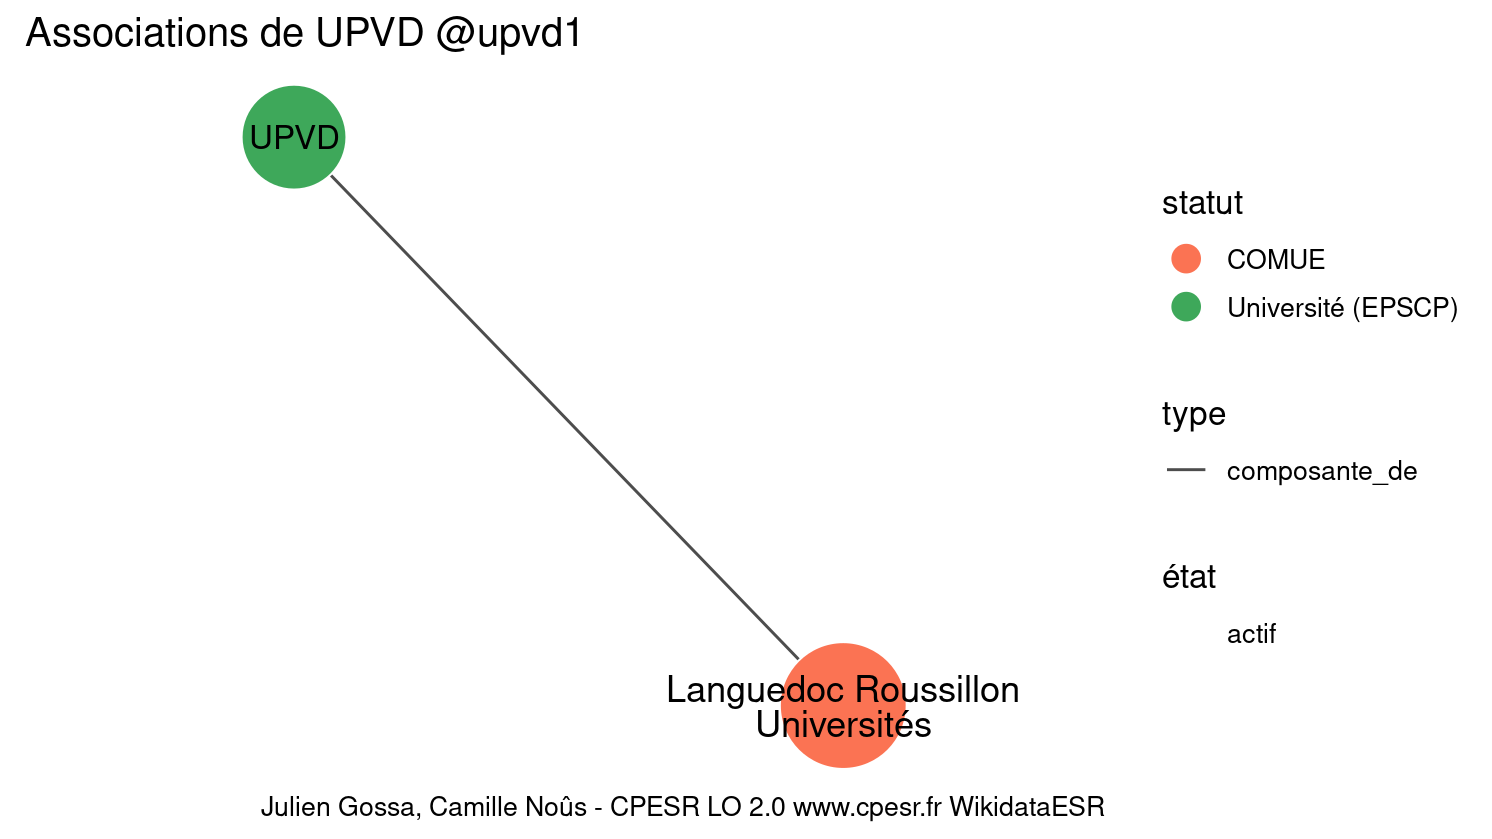 Associations de UPVD @upvd1
UPVD
statut
COMUE
Université (EPSCP)
type
composante_de
état
actif
Languedoc Roussillon
Universités
Julien Gossa, Camille Noûs - CPESR LO 2.0 www.cpesr.fr WikidataESR